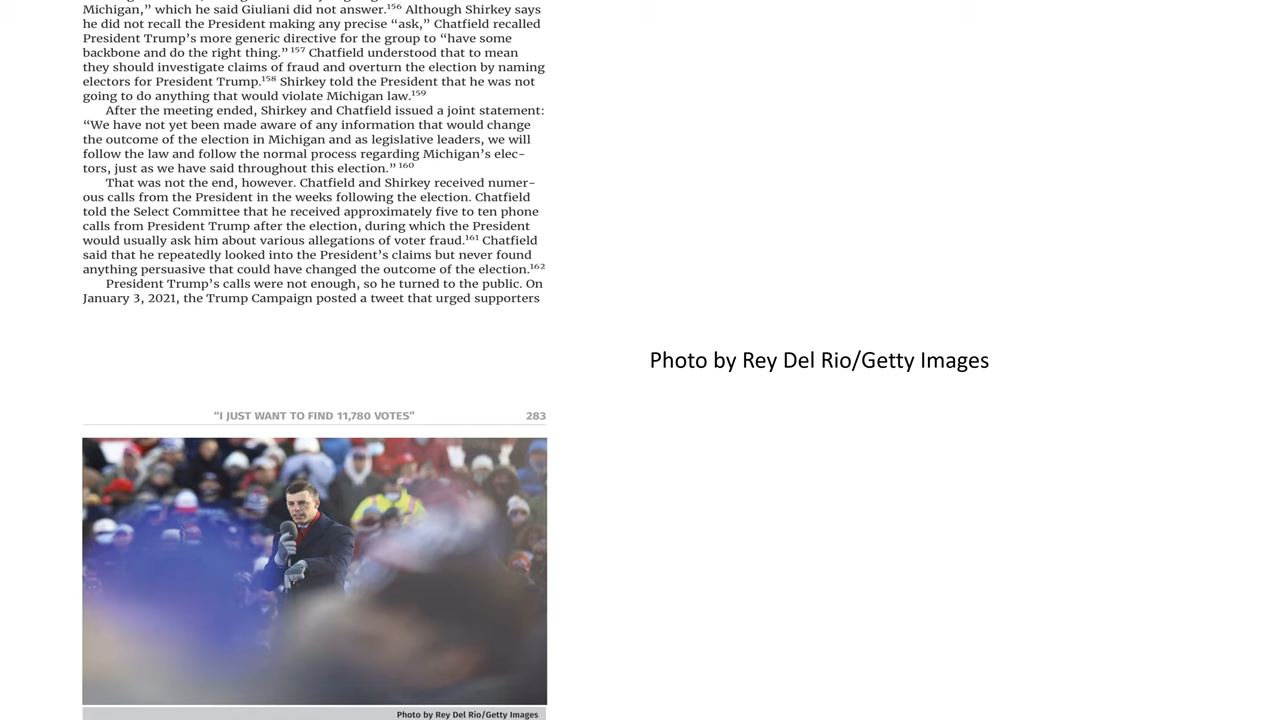 Michigan,” which he said Giuliani did not answer.¹⁵⁶ Although Shirkey says
he did not recall the President making any precise “ask,” Chatfield recalled
President Trump’s more generic directive for the group to “have some
backbone and do the right thing.” ¹⁵⁷ Chatfield understood that to mean
they should investigate claims of fraud and overturn the election by naming
electors for President Trump.¹⁵⁸ Shirkey told the President that he was not
going to do anything that would violate Michigan law.¹⁵⁹
After the meeting ended, Shirkey and Chatfield issued a joint statement:
“We have not yet been made aware of any information that would change
the outcome of the election in Michigan and as legislative leaders, we will
follow the law and follow the normal process regarding Michigan’s elec-
tors, just as we have said throughout this election.” ¹⁶⁰
That was not the end, however. Chatfield and Shirkey received numer-
ous calls from the President in the weeks following the election. Chatfield
told the Select Committee that he received approximately five to ten phone
calls from President Trump after the election, during which the President
would usually ask him about various allegations of voter fraud.¹⁶¹ Chatfield
said that he repeatedly looked into the President’s claims but never found
anything persuasive that could have changed the outcome of the election.¹⁶²
President Trump’s calls were not enough, so he turned to the public. On
January 3, 2021, the Trump Campaign posted a tweet that urged supporters
“I JUST WANT TO FIND 11,780 VOTES” 283
Photo by Rey Del Rio/Getty Images
Photo by Rey Del Rio/Getty Images